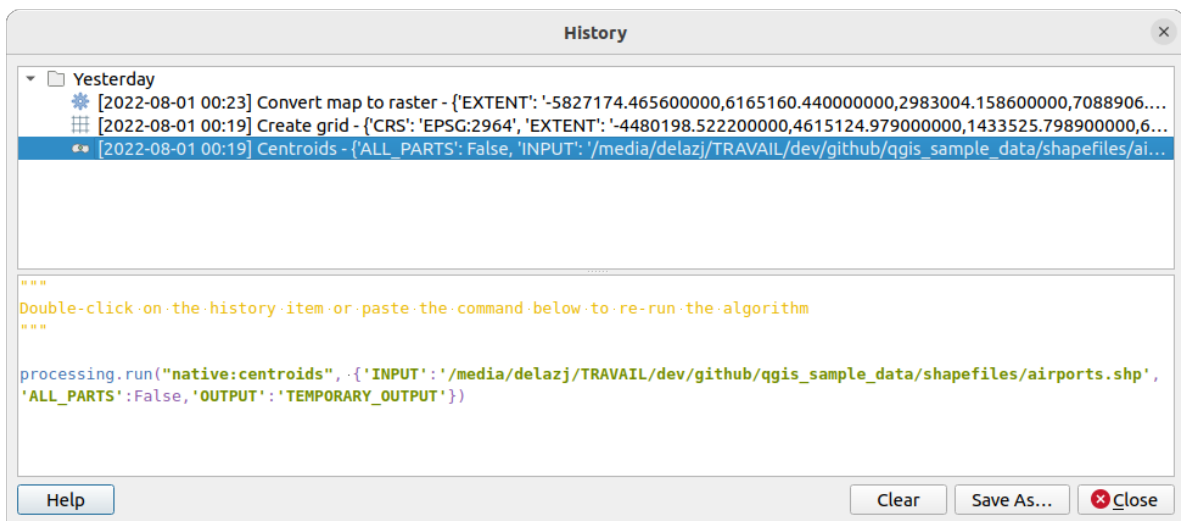 History
Yesterday
[2022-08-01 00:23] Convert map to raster - {'EXTENT': '-5827174.465600000,6165160.440000000,2983004.158600000,7088906....
[2022-08-01 00:19] Create grid - {'CRS': 'EPSG:2964', 'EXTENT': '-4480198.522200000,4615124.979000000,1433525.798900000,6...
[2022-08-01 00:19] Centroids - {'ALL_PARTS': False, 'INPUT': '/media/delazj/TRAVAIL/dev/github/qgis_sample_data/shapefiles/ai...
"""
Double-click·on·the·history·item·or·paste·the·command·below·to·re-run·the·algorithm
"""
processing.run("native:centroids",·{'INPUT':'/media/delazj/TRAVAIL/dev/github/qgis_sample_data/shapefiles/airports.shp',
'ALL_PARTS':False,'OUTPUT':'TEMPORARY_OUTPUT'})
Help
Clear
Save As...
Close